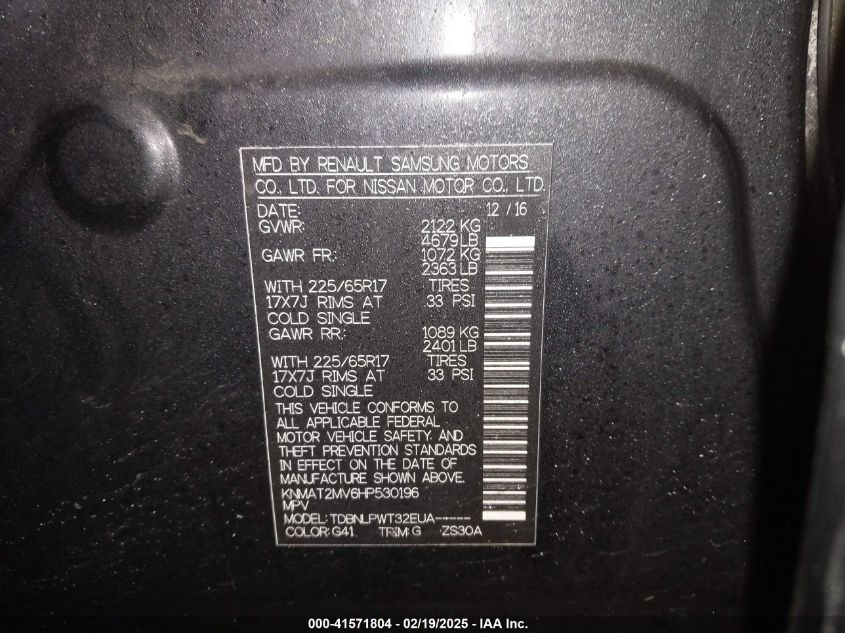 MFD BY RENAULT SAMSUNG MOTORS
CO., LTD. FOR NISSAN MOTOR CO., LTD.
DATE: 12 / 16
GVWR: 2122 KG
4679 LB
GAWR FR: 1072 KG
2363 LB
WITH 225/65R17 TIRES
17X7J RIMS AT 33 PSI
COLD SINGLE
GAWR RR: 1089 KG
2401 LB
WITH 225/65R17 TIRES
17X7J RIMS AT 33 PSI
COLD SINGLE
THIS VEHICLE CONFORMS TO
ALL APPLICABLE FEDERAL
MOTOR VEHICLE SAFETY AND
THEFT PREVENTION STANDARDS
IN EFFECT ON THE DATE OF
MANUFACTURE SHOWN ABOVE.
KNMAT2MV6HP530196
MPV
MODEL: TDBNLPWT32EUA-----
COLOR: G41 TRIM: G ZS30A
000-41571804 - 02/19/2025 - IAA Inc.